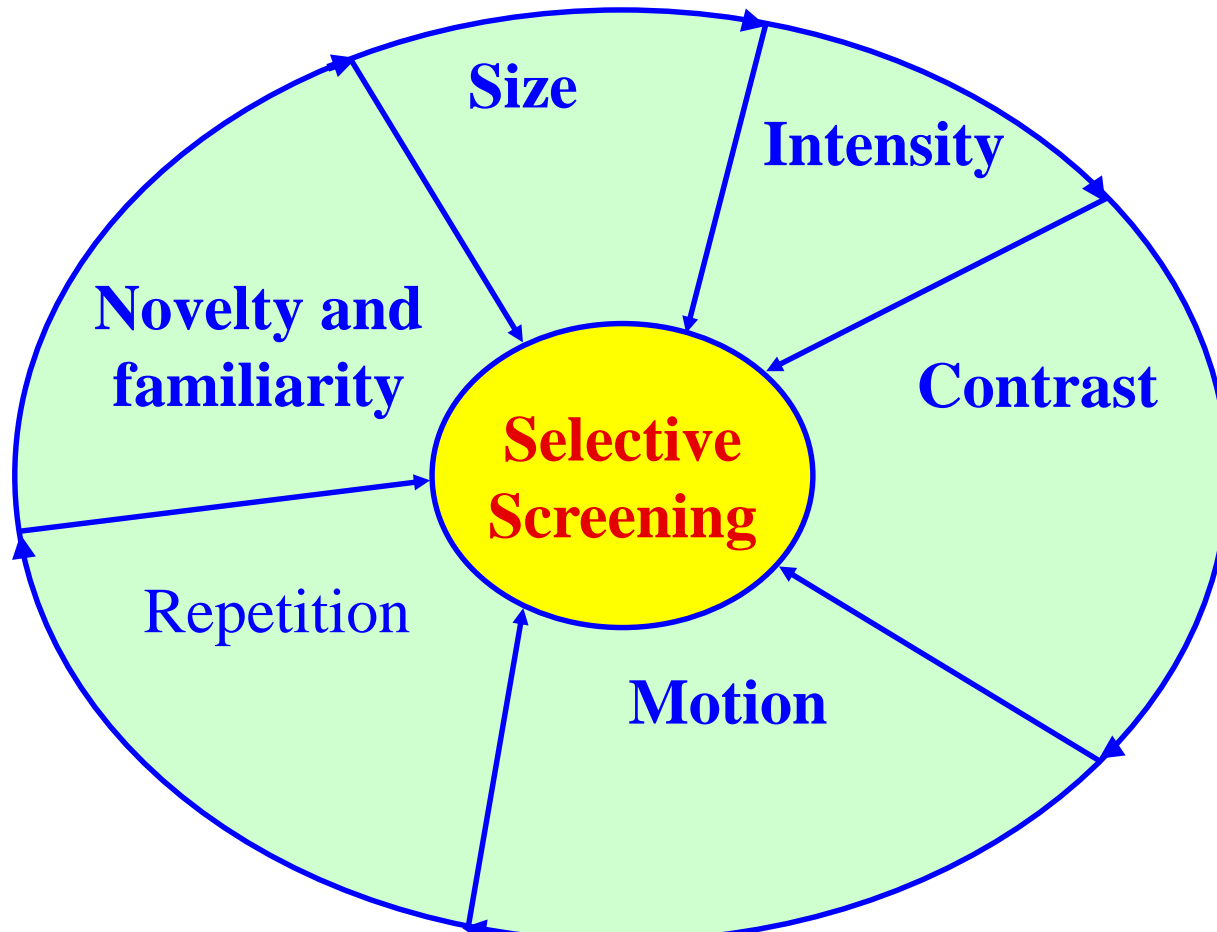 Size
Intensity
Novelty and
familiarity
Contrast
Selective
Screening
Repetition
Motion